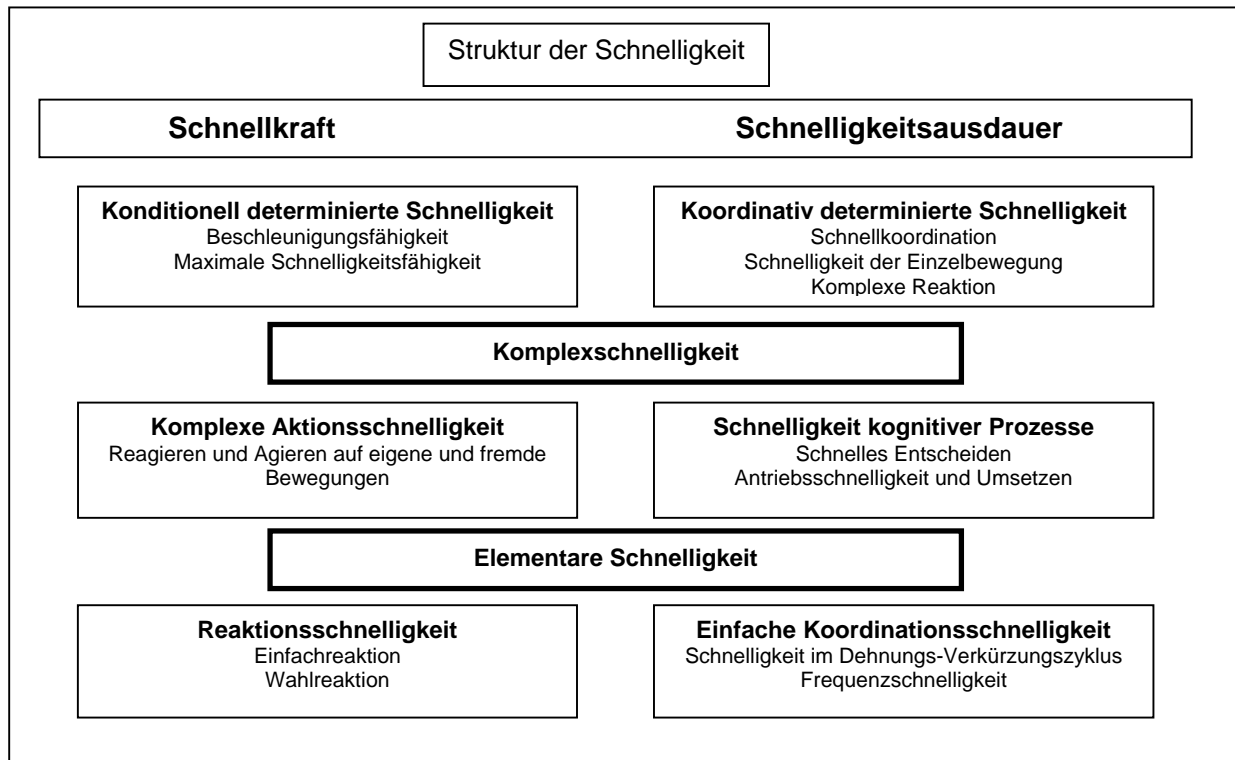 Struktur der Schnelligkeit
Schnellkraft Schnelligkeitsausdauer
Konditionell determinierte Schnelligkeit
Beschleunigungsfähigkeit
Maximale Schnelligkeitsfähigkeit
Koordinativ determinierte Schnelligkeit
Schnellkoordination
Schnelligkeit der Einzelbewegung
Komplexe Reaktion
Komplexschnelligkeit
Komplexe Aktionsschnelligkeit
Reagieren und Agieren auf eigene und fremde
Bewegungen
Schnelligkeit kognitiver Prozesse
Schnelles Entscheiden
Antriebsschnelligkeit und Umsetzen
Elementare Schnelligkeit
Reaktionsschnelligkeit
Einfachreaktion
Wahlreaktion
Einfache Koordinationsschnelligkeit
Schnelligkeit im Dehnungs-Verkürzungszyklus
Frequenzschnelligkeit